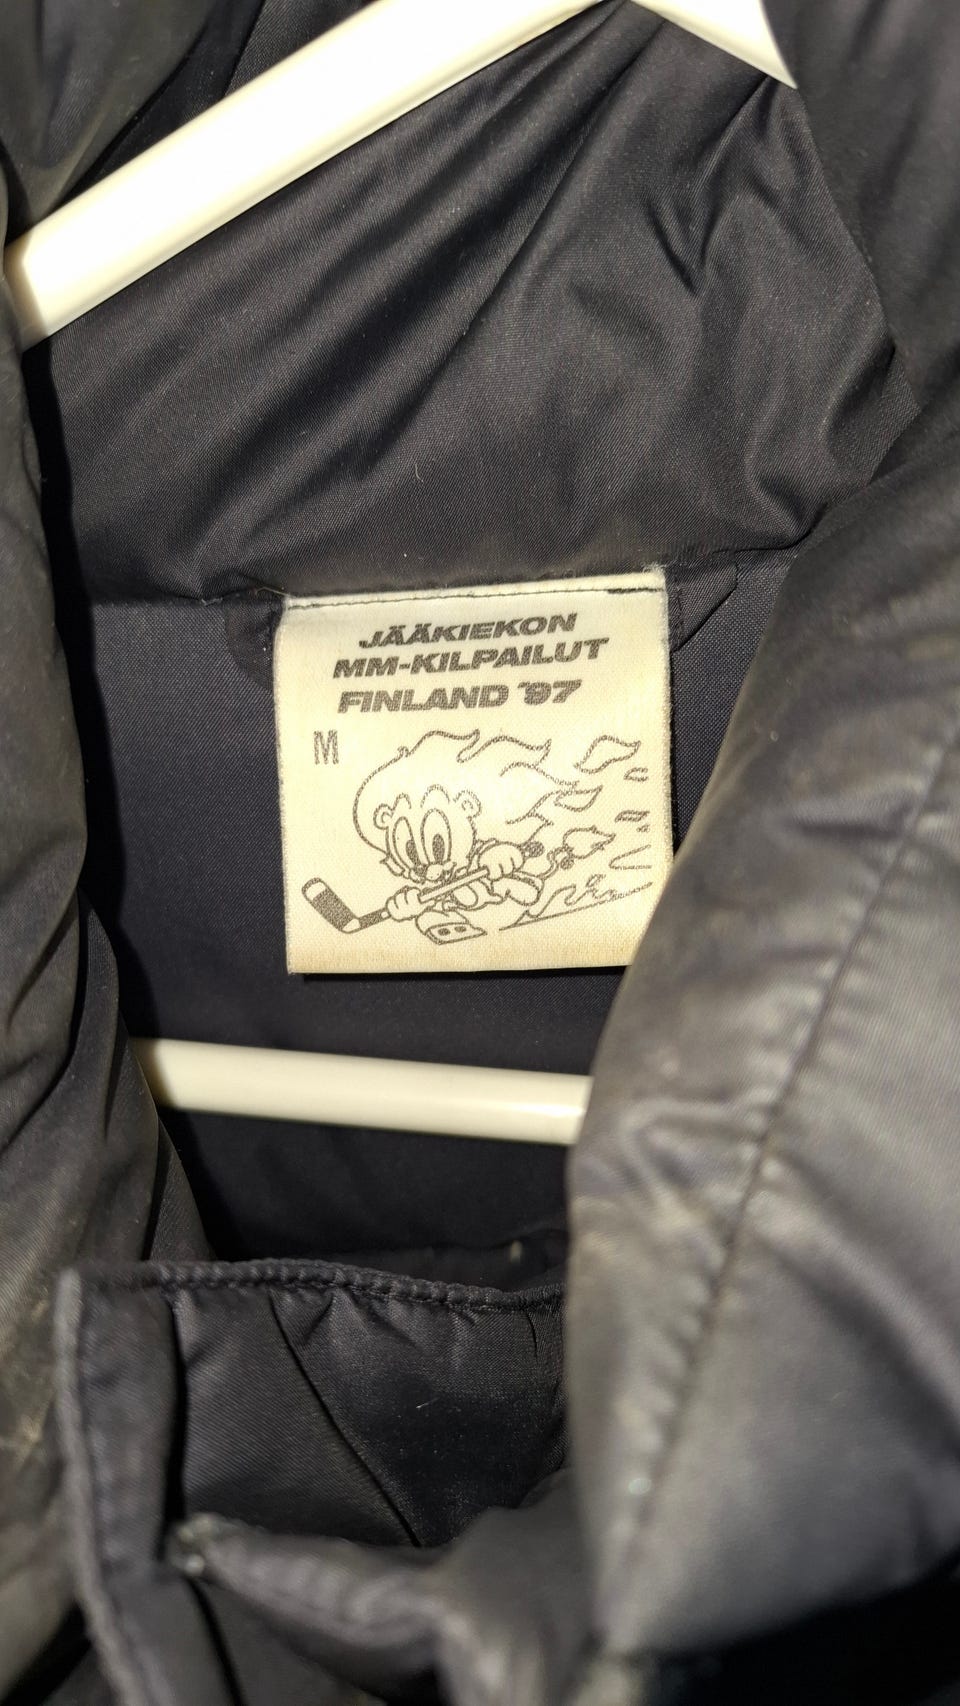 JÄÄKIEKON
MM-KILPAILUT
FINLAND '97
M